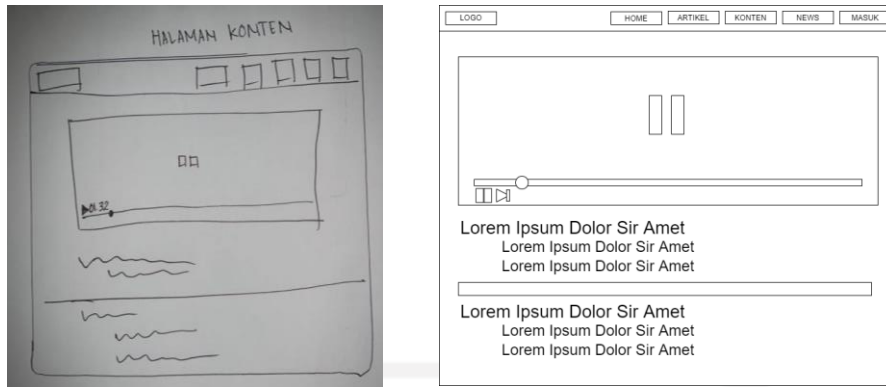 HALAMAN KONTEN
01.32
LOGO HOME ARTIKEL KONTEN NEWS MASUK
Lorem Ipsum Dolor Sir Amet
Lorem Ipsum Dolor Sir Amet
Lorem Ipsum Dolor Sir Amet
Lorem Ipsum Dolor Sir Amet
Lorem Ipsum Dolor Sir Amet
Lorem Ipsum Dolor Sir Amet